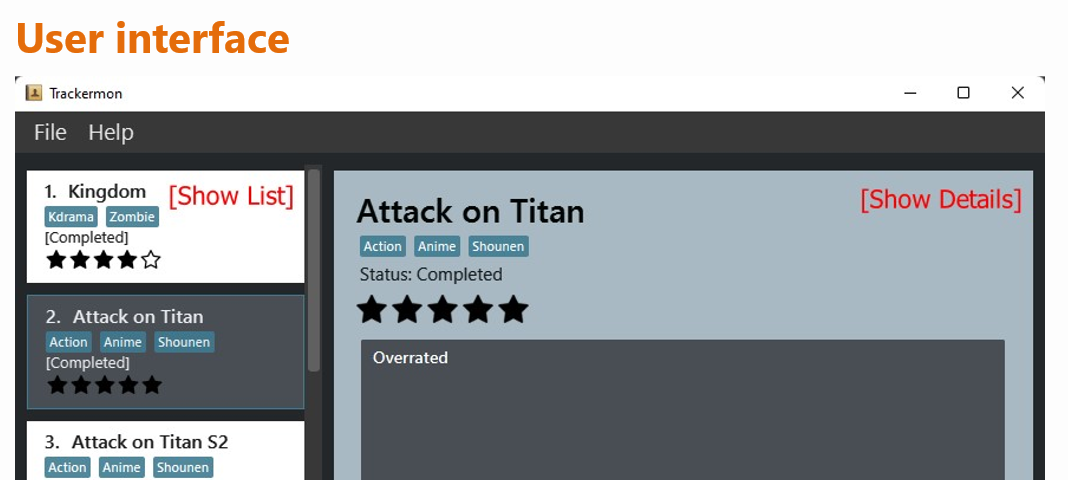 User interface
Trackermon
File Help
1. Kingdom
[Show List]
Kdrama Zombie
[Completed]
2. Attack on Titan
Action Anime Shounen
[Completed]
3. Attack on Titan S2
Action Anime Shounen
[Show Details]
Attack on Titan
Action Anime Shounen
Status: Completed
Overrated